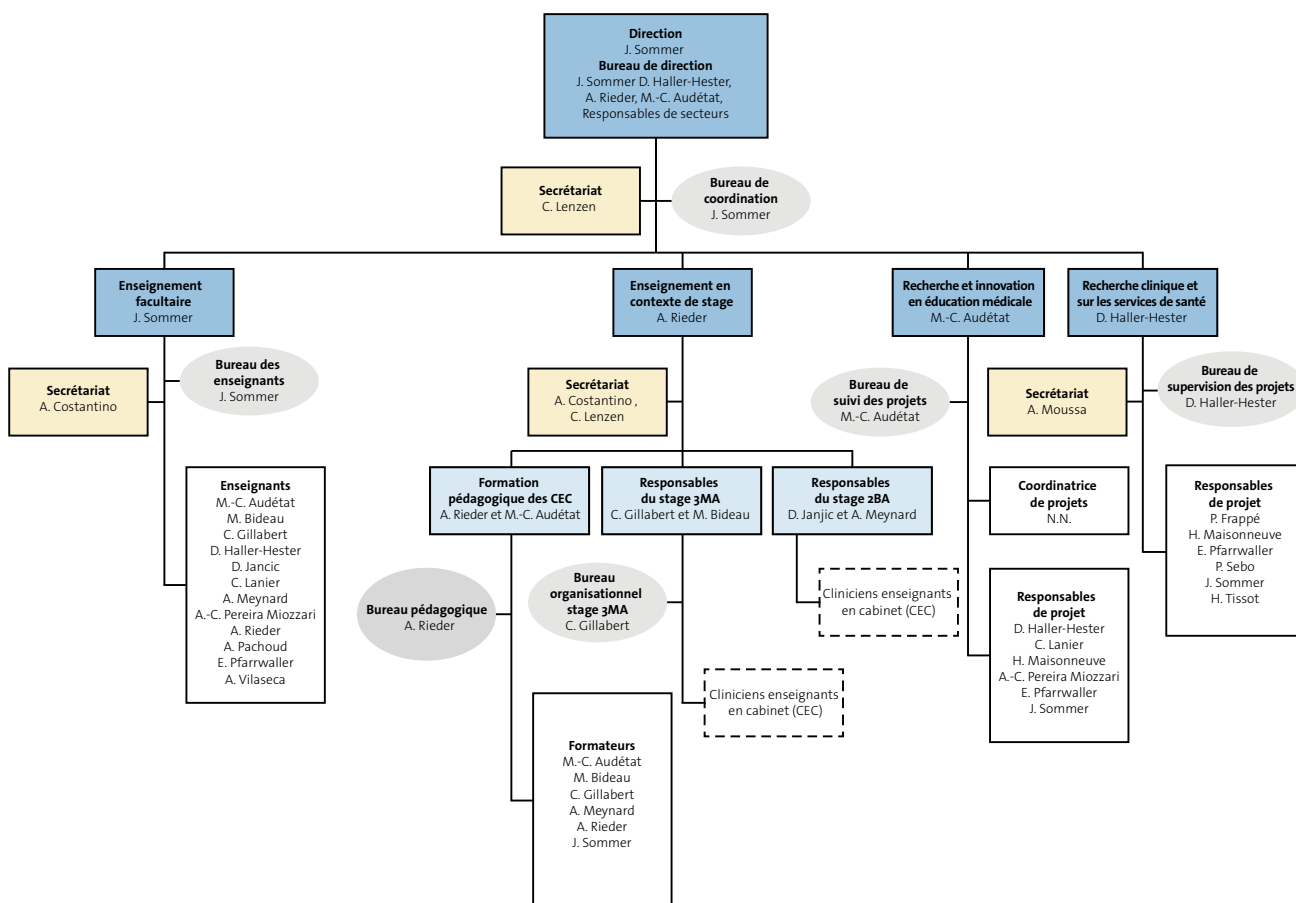 Direction
J. Sommer
Bureau de direction
J. Sommer D. Haller-Hester,
A. Rieder, M.-C. Audétat,
Responsables de secteurs
Secrétariat
C. Lenzen
Bureau de
coordination
J. Sommer
Enseignement
facultaire
J. Sommer
Enseignement en
contexte de stage
A. Rieder
Recherche et innovation
en éducation médicale
M.-C. Audétat
Recherche clinique et
sur les services de santé
D. Haller-Hester
Secrétariat
A. Costantino
Bureau des
enseignants
J. Sommer
Secrétariat
A. Costantino ,
C. Lenzen
Bureau de
suivi des projets
M.-C. Audétat
Secrétariat
A. Moussa
Bureau de
supervision des projets
D. Haller-Hester
Enseignants
M.-C. Audétat
M. Bideau
C. Gillabert
D. Haller-Hester
D. Jancic
C. Lanier
A. Meynard
A.-C. Pereira Miozzari
A. Rieder
A. Pachoud
E. Pfarrwaller
A. Vilaseca
Formation
pédagogique des CEC
A. Rieder et M.-C. Audétat
Responsables
du stage 3MA
C. Gillabert et M. Bideau
Responsables
du stage 2BA
D. Janjic et A. Meynard
Coordinatrice
de projets
N.N.
Responsables
de projet
P. Frappé
H. Maisonneuve
E. Pfarrwaller
P. Sebo
J. Sommer
H. Tissot
Bureau pédagogique
A. Rieder
Bureau
organisationnel
stage 3MA
C. Gillabert
Cliniciens enseignants
en cabinet (CEC)
Responsables
de projet
D. Haller-Hester
C. Lanier
H. Maisonneuve
A.-C. Pereira Miozzari
E. Pfarrwaller
J. Sommer
Cliniciens enseignants
en cabinet (CEC)
Formateurs
M.-C. Audétat
M. Bideau
C. Gillabert
A. Meynard
A. Rieder
J. Sommer